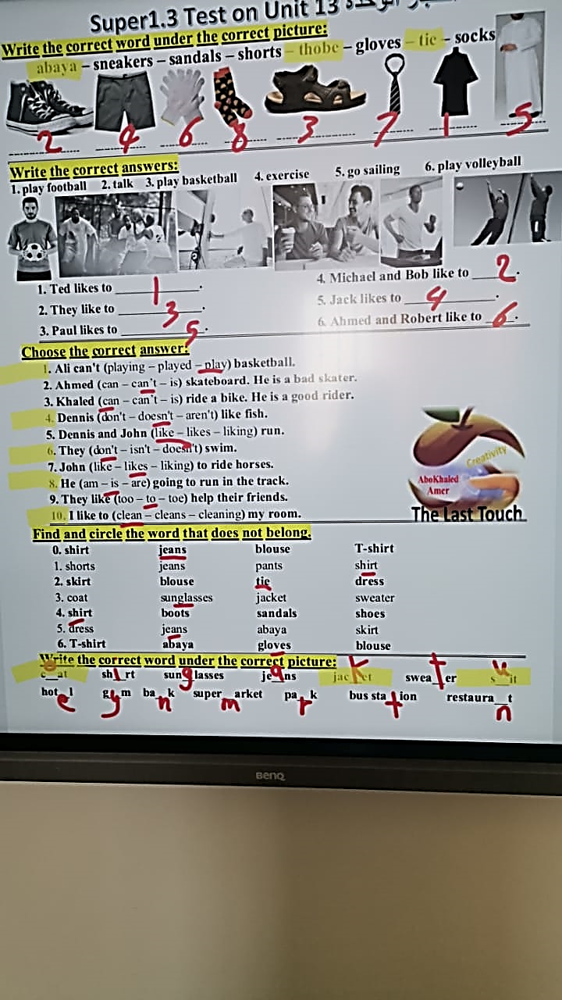 Super1.3 Test on Unit 13
Write the correct word under the correct picture:
abaya – sneakers – sandals – shorts – thobe – gloves – tie – socks
2 4 6 8 3 7 1 5
Write the correct answers:
1. play football 2. talk 3. play basketball 4. exercise 5. go sailing 6. play volleyball
1. Ted likes to 1. 4. Michael and Bob like to 2.
2. They like to 3. 5. Jack likes to 4.
3. Paul likes to 5. 6. Ahmed and Robert like to 6.
Choose the correct answer:
1. Ali can't (playing – played – play) basketball.
2. Ahmed (can – can't – is) skateboard. He is a bad skater.
3. Khaled (can – can't – is) ride a bike. He is a good rider.
4. Dennis (don't – doesn't – aren't) like fish.
5. Dennis and John (like – likes – liking) run.
6. They (don't – isn't – doesn't) swim.
7. John (like – likes – liking) to ride horses.
8. He (am – is – are) going to run in the track.
9. They like (too – to – toe) help their friends.
10. I like to (clean – cleans – cleaning) my room.
Creativity
AboKhaled
Amer
The Last Touch
Find and circle the word that does not belong.
0. shirt jeans blouse T-shirt
1. shorts jeans pants shirt
2. skirt blouse tie dress
3. coat sunglasses jacket sweater
4. shirt boots sandals shoes
5. dress jeans abaya skirt
6. T-shirt abaya gloves blouse
Write the correct word under the correct picture:
c_at sh i rt sun g lasses je a ns jac k et swea t er s u it
hot e l g y m ba n k super m arket pa r k bus sta t ion restaura n t
BenQ